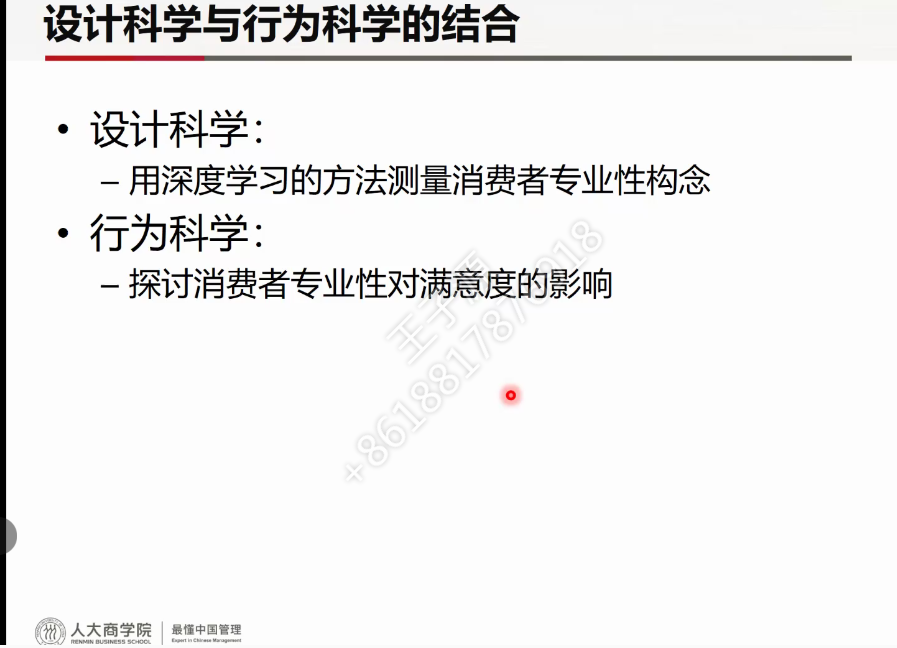 设计科学与行为科学的结合
• 设计科学：
– 用深度学习的方法测量消费者专业性构念
• 行为科学：
– 探讨消费者专业性对满意度的影响
人大商学院
RENMIN BUSINESS SCHOOL
最懂中国管理
Expert in Chinese Management